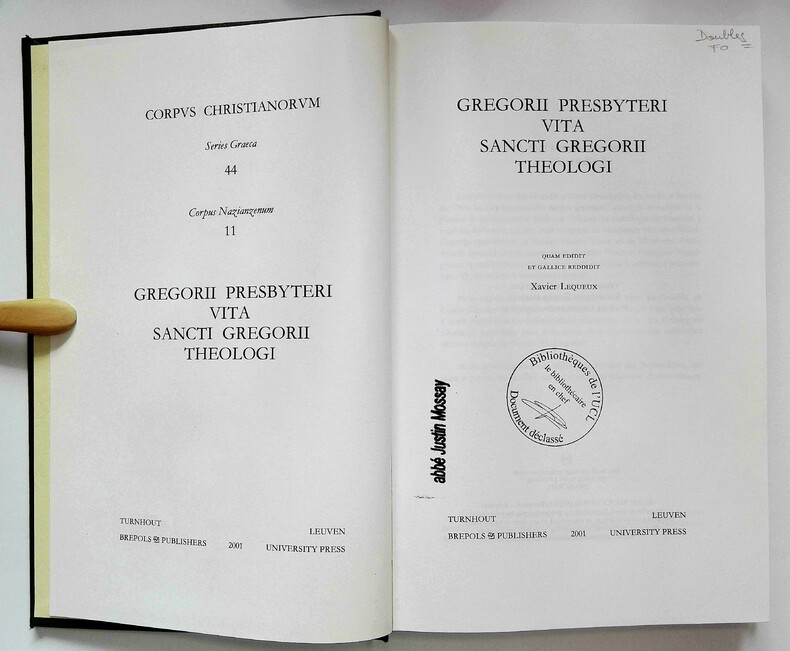 CORPVS CHRISTIANORVM
Series Graeca
44
Corpus Nazianzenum
11
GREGORII PRESBYTERI
VITA
SANCTI GREGORII
THEOLOGI
TURNHOUT
BREPOLS PUBLISHERS
2001
LEUVEN
UNIVERSITY PRESS
Doubles
TO
GREGORII PRESBYTERI
VITA
SANCTI GREGORII
THEOLOGI
QUAM EDIDIT
ET GALLICE REDDIDIT
Xavier LEQUEUX
Bibliothèques de l'UCL
le bibliothécaire
en chef
Document déclassé
abbé Justin Mossay
TURNHOUT
BREPOLS PUBLISHERS
2001
LEUVEN
UNIVERSITY PRESS